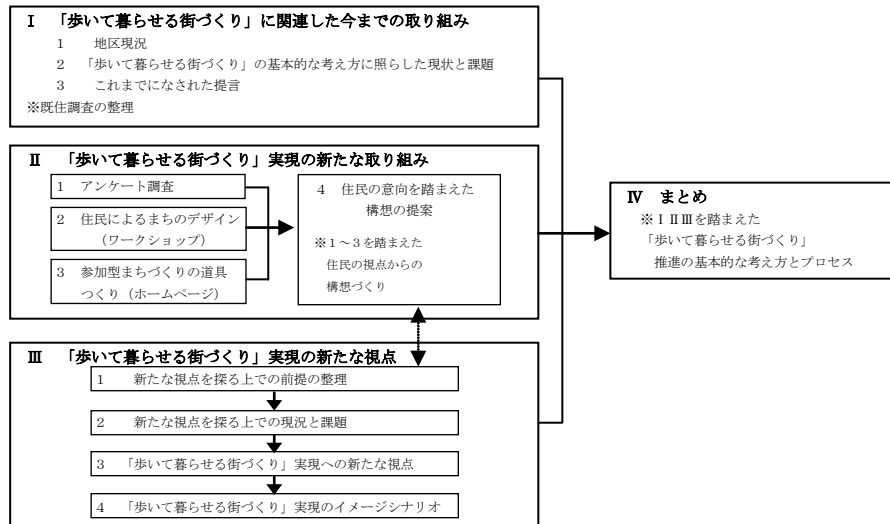 Ⅰ 「歩いて暮らせる街づくり」に関連した今までの取り組み
1 地区現況
2 「歩いて暮らせる街づくり」の基本的な考え方に照らした現状と課題
3 これまでになされた提言
※既住調査の整理
Ⅱ 「歩いて暮らせる街づくり」実現の新たな取り組み
1 アンケート調査
2 住民によるまちのデザイン
(ワークショップ)
3 参加型まちづくりの道具
つくり(ホームページ)
4 住民の意向を踏まえた
構想の提案
※1~3を踏まえた
住民の視点からの
構想づくり
Ⅲ 「歩いて暮らせる街づくり」実現の新たな視点
1 新たな視点を探る上での前提の整理
2 新たな視点を探る上での現況と課題
3 「歩いて暮らせる街づくり」実現への新たな視点
4 「歩いて暮らせる街づくり」実現のイメージシナリオ
Ⅳ まとめ
※ⅠⅡⅢを踏まえた
「歩いて暮らせる街づくり」
推進の基本的な考え方とプロセス